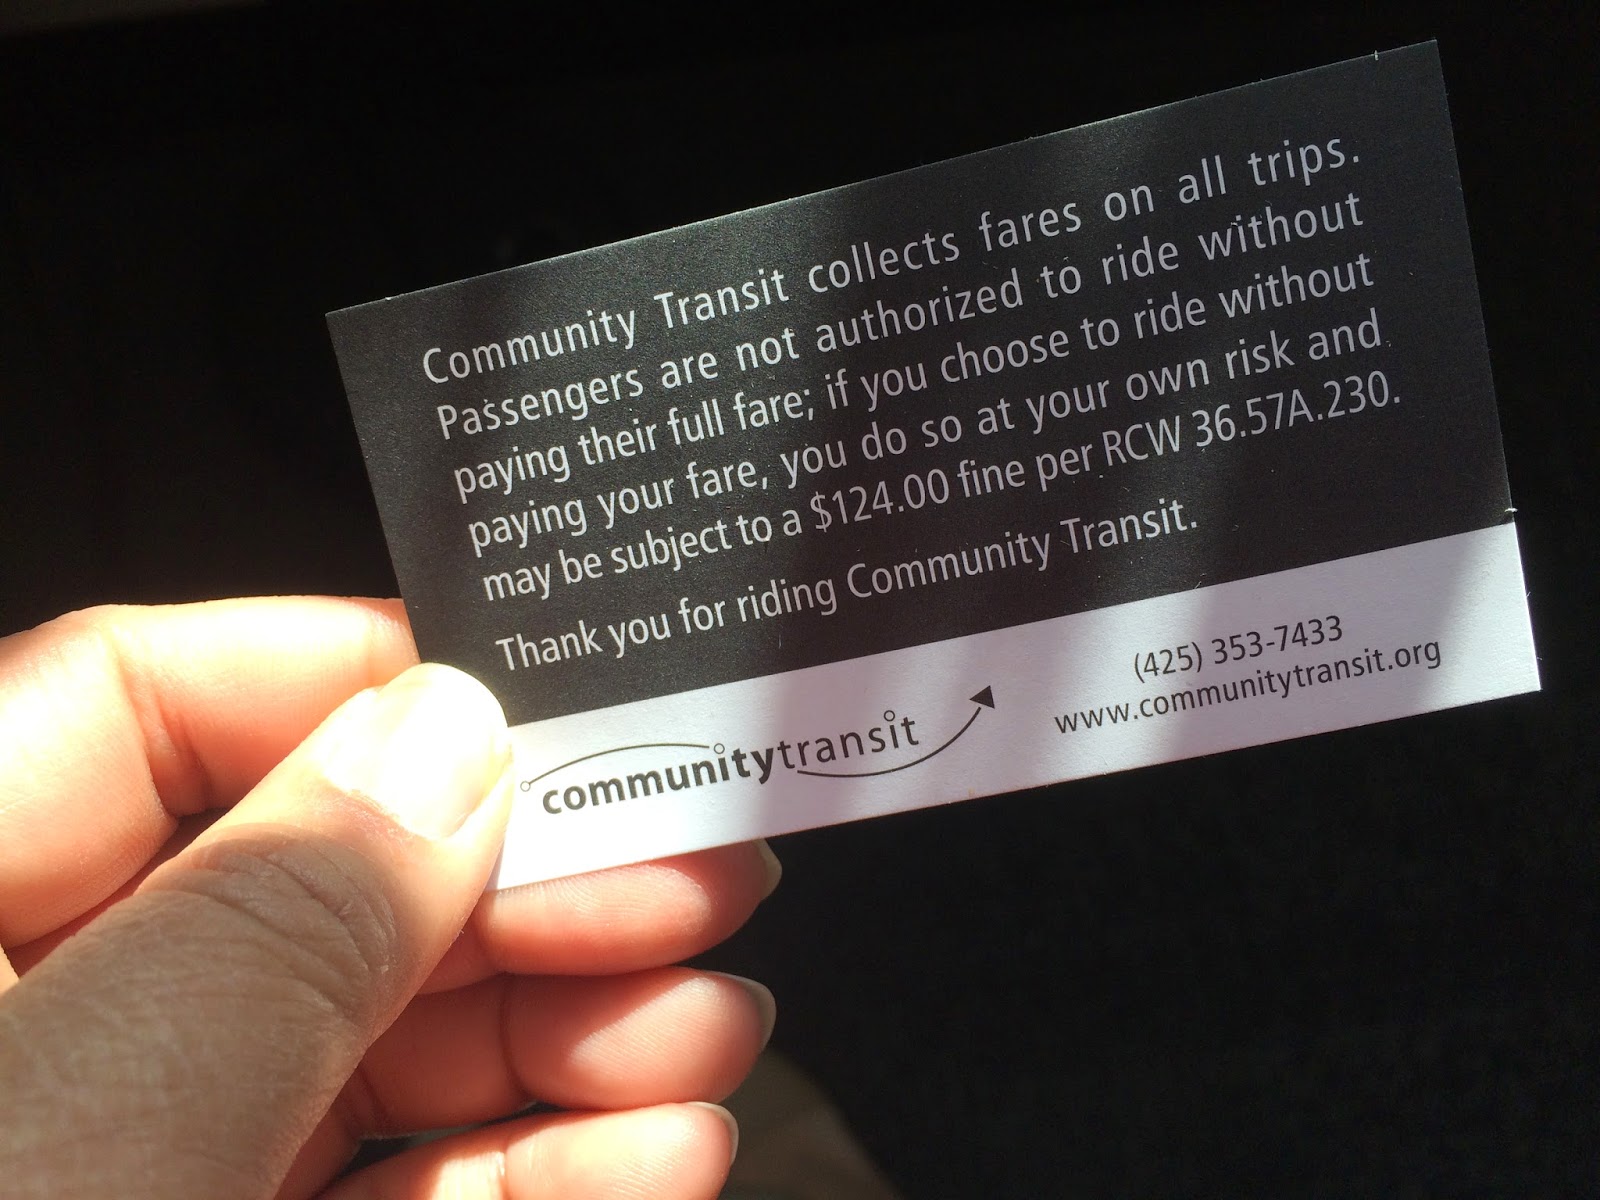 Community Transit collects fares on all trips.
Passengers are not authorized to ride without
paying their full fare; if you choose to ride without
paying your fare, you do so at your own risk and
may be subject to a $124.00 fine per RCW 36.57A.230.
Thank you for riding Community Transit.
communitytransit
(425) 353-7433
www.communitytransit.org